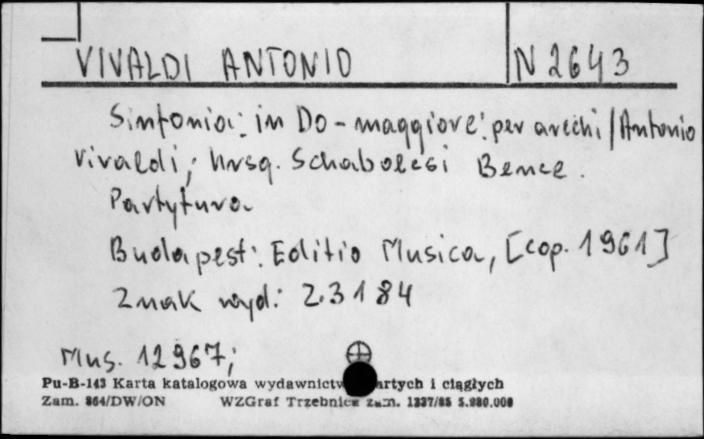 VIVALDI ANTONIO N 2643
Sinfonia: in Do-maggiore: per archi / Antonio
Vivaldi; hrsg. Schabolcsi Bence.
Partytura
Budapest: Editio Musica, [cop. 1961]
Znak wyd.: Z.3184
Mus. 12967;
Pu-B-143 Karta katalogowa wydawnictw artych i ciągłych
Zam. 864/DW/ON WZGraf Trzebnica zam. 1337/85 5.980.000